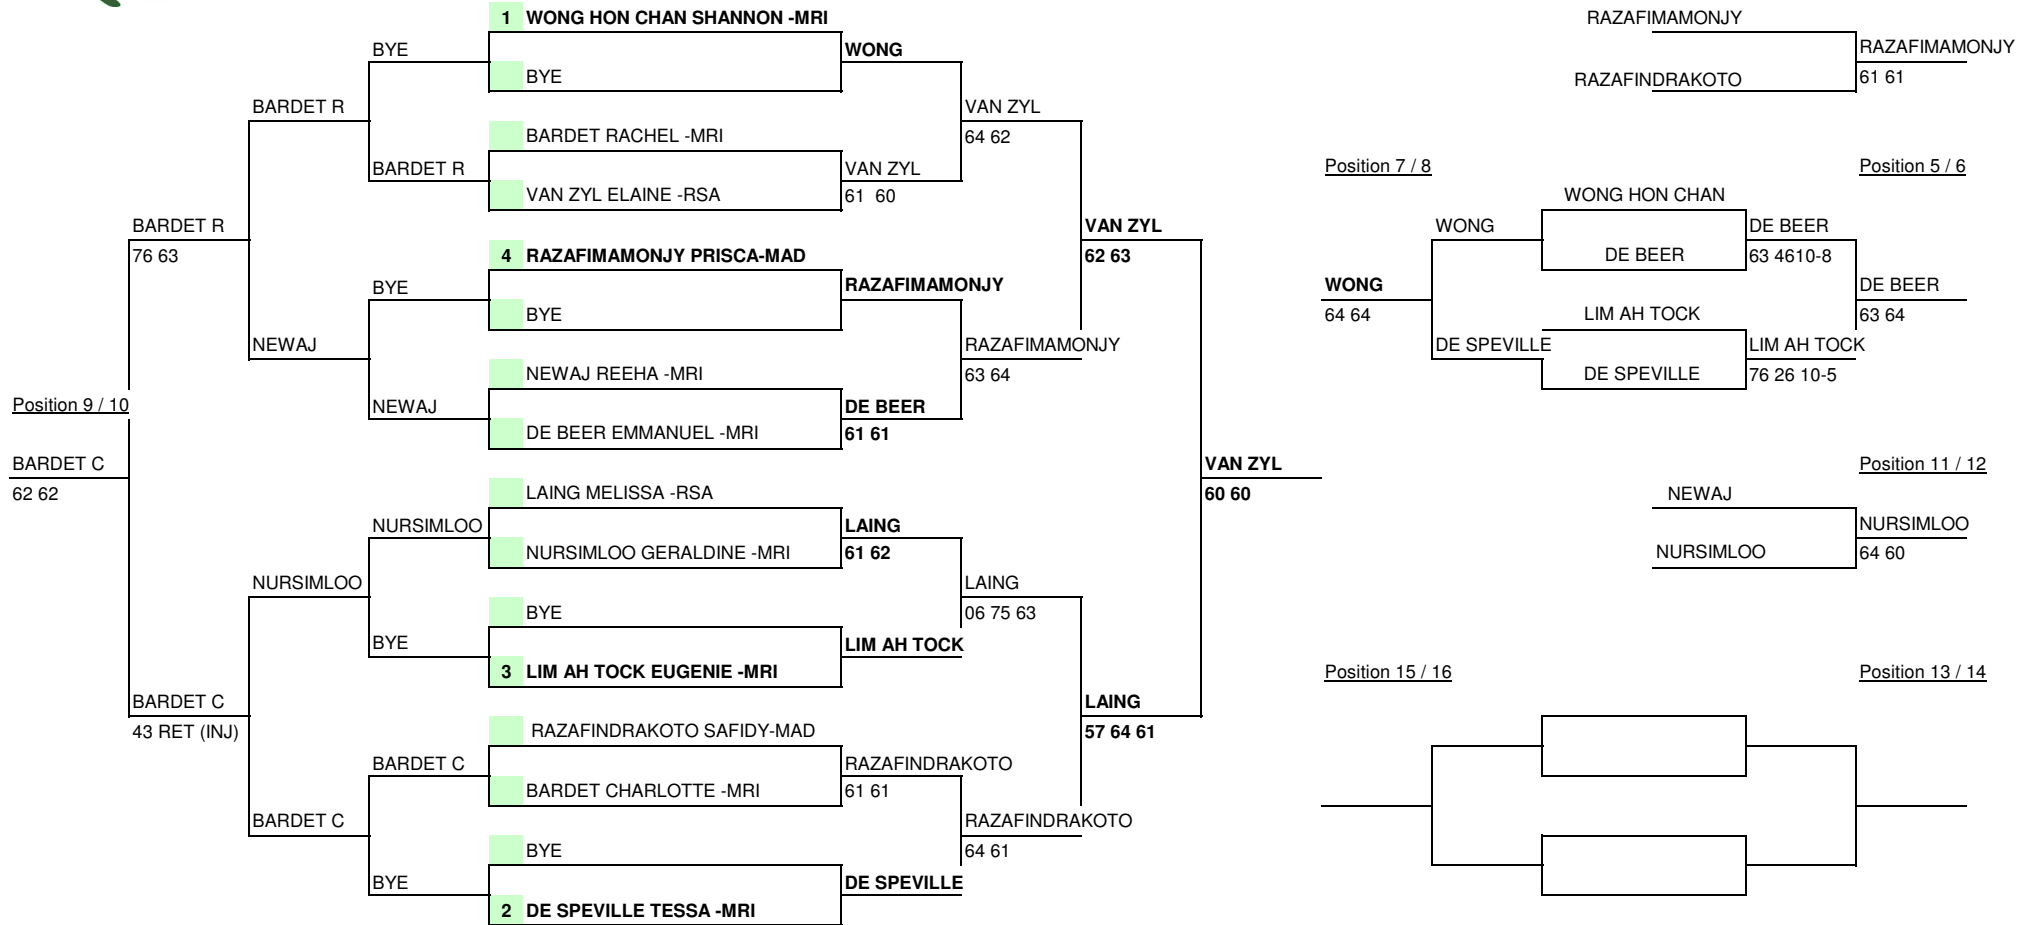 1 WONG HON CHAN SHANNON -MRI
RAZAFIMAMONJY
BYE
WONG
RAZAFIMAMONJY
BYE
RAZAFINDRAKOTO
61 61
BARDET R
VAN ZYL
BARDET RACHEL -MRI
64 62
BARDET R
VAN ZYL
Position 7 / 8
Position 5 / 6
VAN ZYL ELAINE -RSA
61 60
WONG HON CHAN
BARDET R
VAN ZYL
WONG
DE BEER
76 63
4 RAZAFIMAMONJY PRISCA-MAD
62 63
DE BEER
63 4610-8
BYE
RAZAFIMAMONJY
WONG
DE BEER
BYE
64 64
LIM AH TOCK
63 64
NEWAJ
RAZAFIMAMONJY
DE SPEVILLE
LIM AH TOCK
NEWAJ REEHA -MRI
63 64
DE SPEVILLE
76 26 10-5
Position 9 / 10
NEWAJ
DE BEER
DE BEER EMMANUEL -MRI
61 61
BARDET C
VAN ZYL
Position 11 / 12
62 62
LAING MELISSA -RSA
60 60
NEWAJ
NURSIMLOO
LAING
NURSIMLOO
NURSIMLOO GERALDINE -MRI
61 62
NURSIMLOO
64 60
NURSIMLOO
LAING
BYE
06 75 63
BYE
LIM AH TOCK
3 LIM AH TOCK EUGENIE -MRI
Position 15 / 16
Position 13 / 14
BARDET C
LAING
43 RET (INJ)
RAZAFINDRAKOTO SAFIDY-MAD
57 64 61
BARDET C
RAZAFINDRAKOTO
BARDET CHARLOTTE -MRI
61 61
BARDET C
RAZAFINDRAKOTO
BYE
64 61
BYE
DE SPEVILLE
2 DE SPEVILLE TESSA -MRI